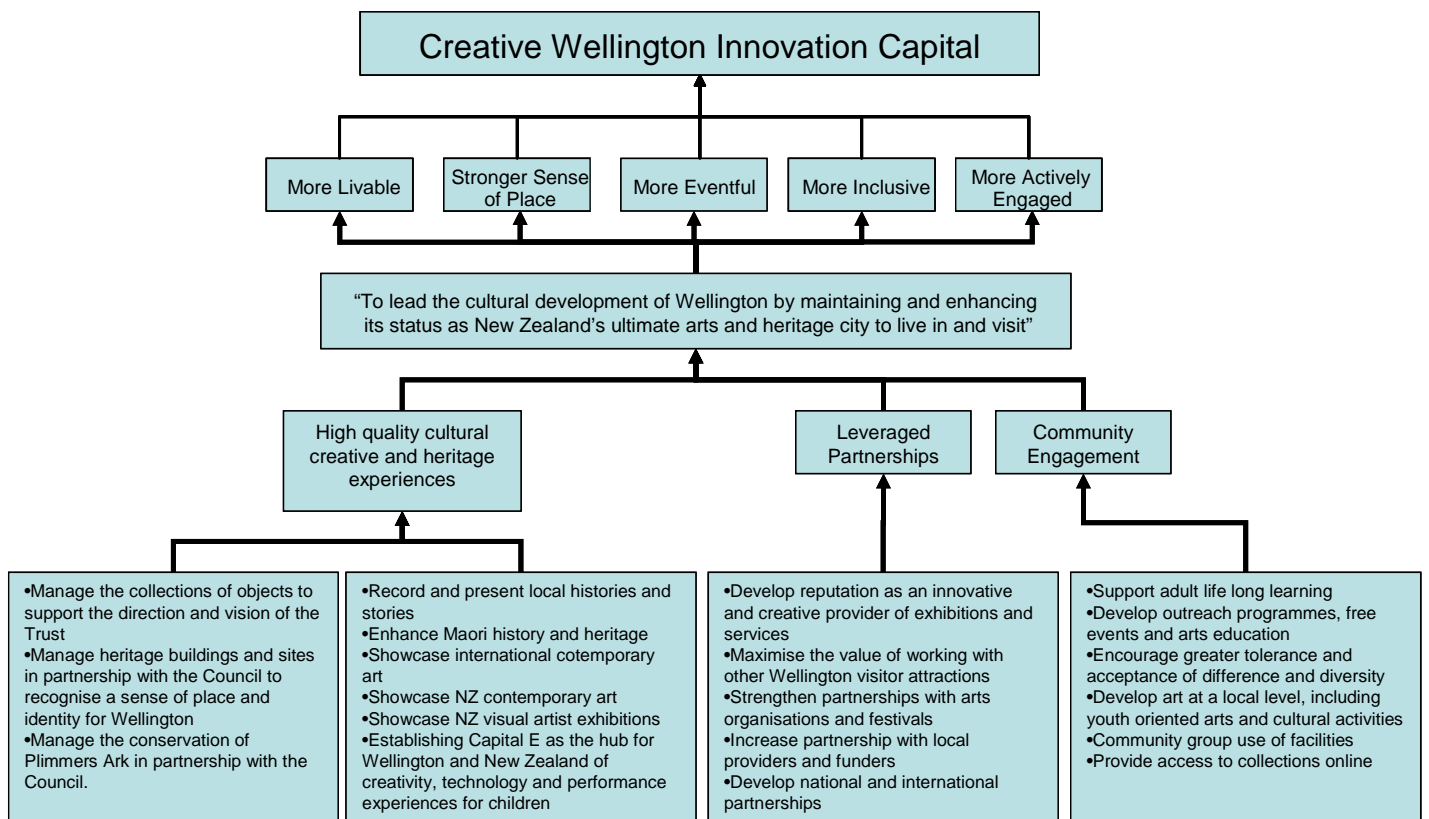 Creative Wellington Innovation Capital
More Livable
Stronger Sense
of Place
More Eventful
More Inclusive
More Actively
Engaged
“To lead the cultural development of Wellington by maintaining and enhancing
its status as New Zealand’s ultimate arts and heritage city to live in and visit”
High quality cultural
creative and heritage
experiences
Leveraged
Partnerships
Community
Engagement
•Manage the collections of objects to
support the direction and vision of the
Trust
•Manage heritage buildings and sites
in partnership with the Council to
recognise a sense of place and
identity for Wellington
•Manage the conservation of
Plimmers Ark in partnership with the
Council.
•Record and present local histories and
stories
•Enhance Maori history and heritage
•Showcase international cotemporary
art
•Showcase NZ contemporary art
•Showcase NZ visual artist exhibitions
•Establishing Capital E as the hub for
Wellington and New Zealand of
creativity, technology and performance
experiences for children
•Develop reputation as an innovative
and creative provider of exhibitions and
services
•Maximise the value of working with
other Wellington visitor attractions
•Strengthen partnerships with arts
organisations and festivals
•Increase partnership with local
providers and funders
•Develop national and international
partnerships
•Support adult life long learning
•Develop outreach programmes, free
events and arts education
•Encourage greater tolerance and
acceptance of difference and diversity
•Develop art at a local level, including
youth oriented arts and cultural activities
•Community group use of facilities
•Provide access to collections online